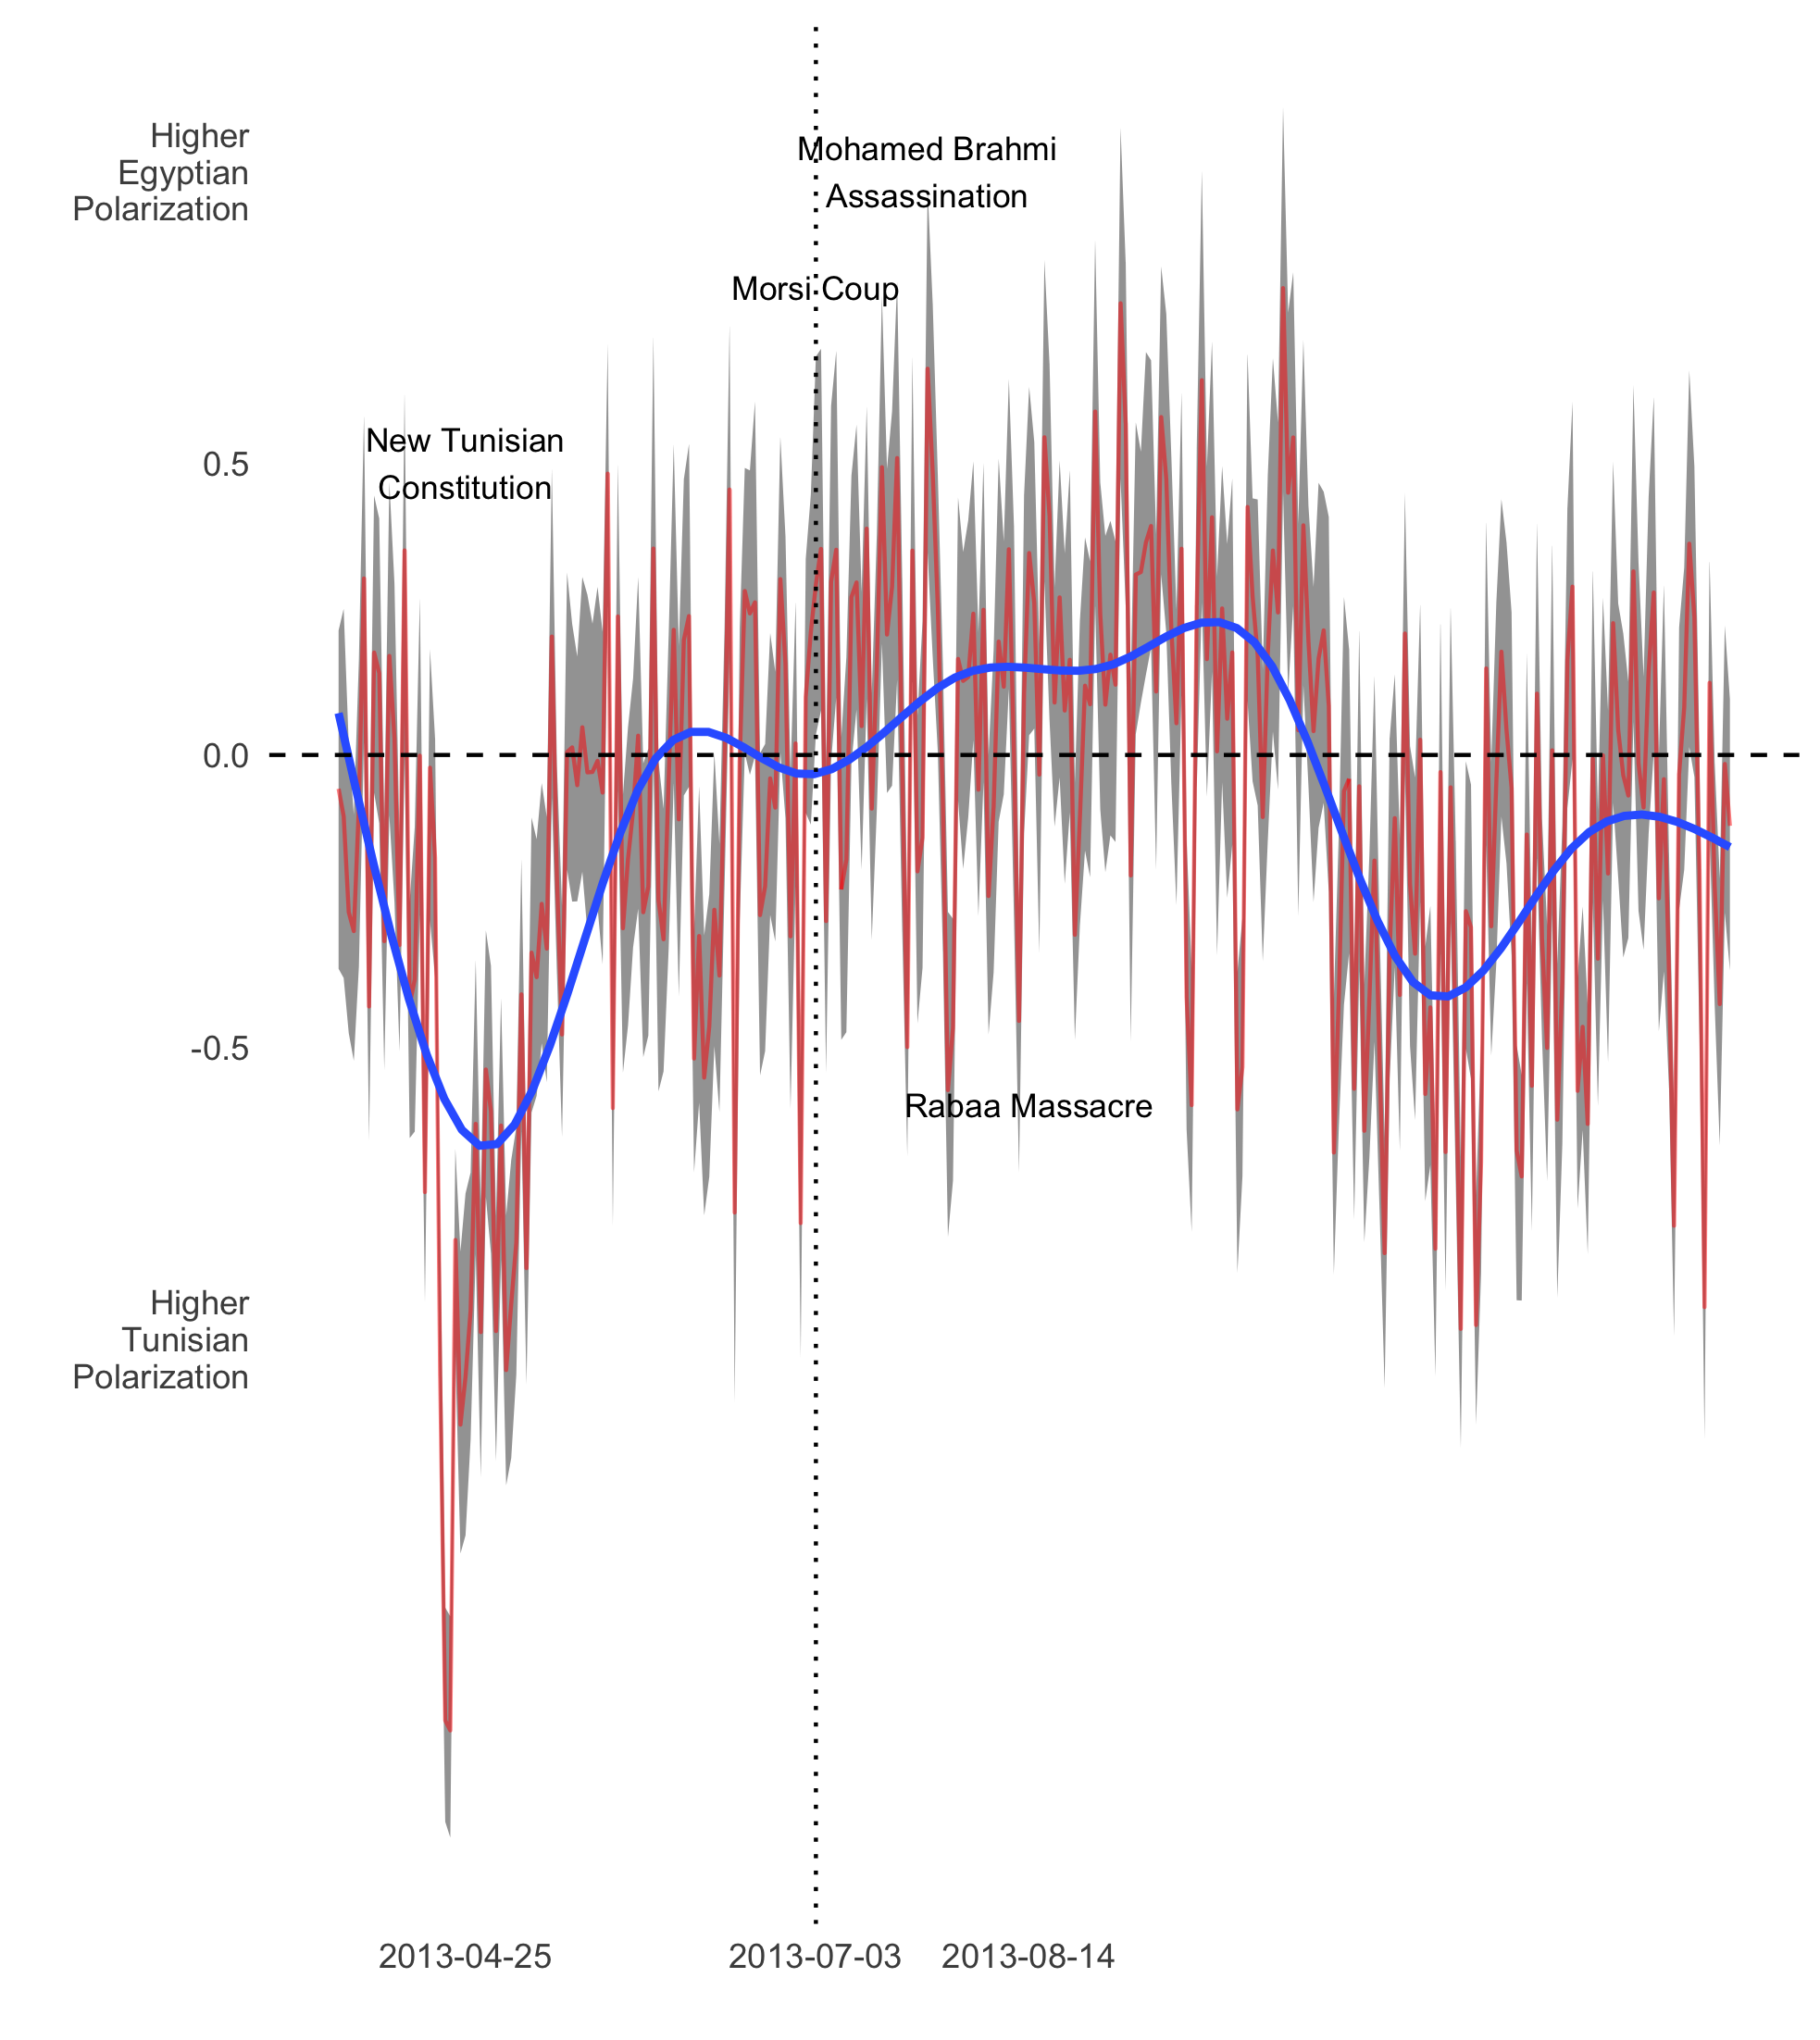 Higher
Egyptian
Polarization
Mohamed Brahmi
Assassination
Morsi Coup
New Tunisian
Constitution
0.5
0.0
-0.5
Rabaa Massacre
Higher
Tunisian
Polarization
2013-04-25
2013-07-03
2013-08-14